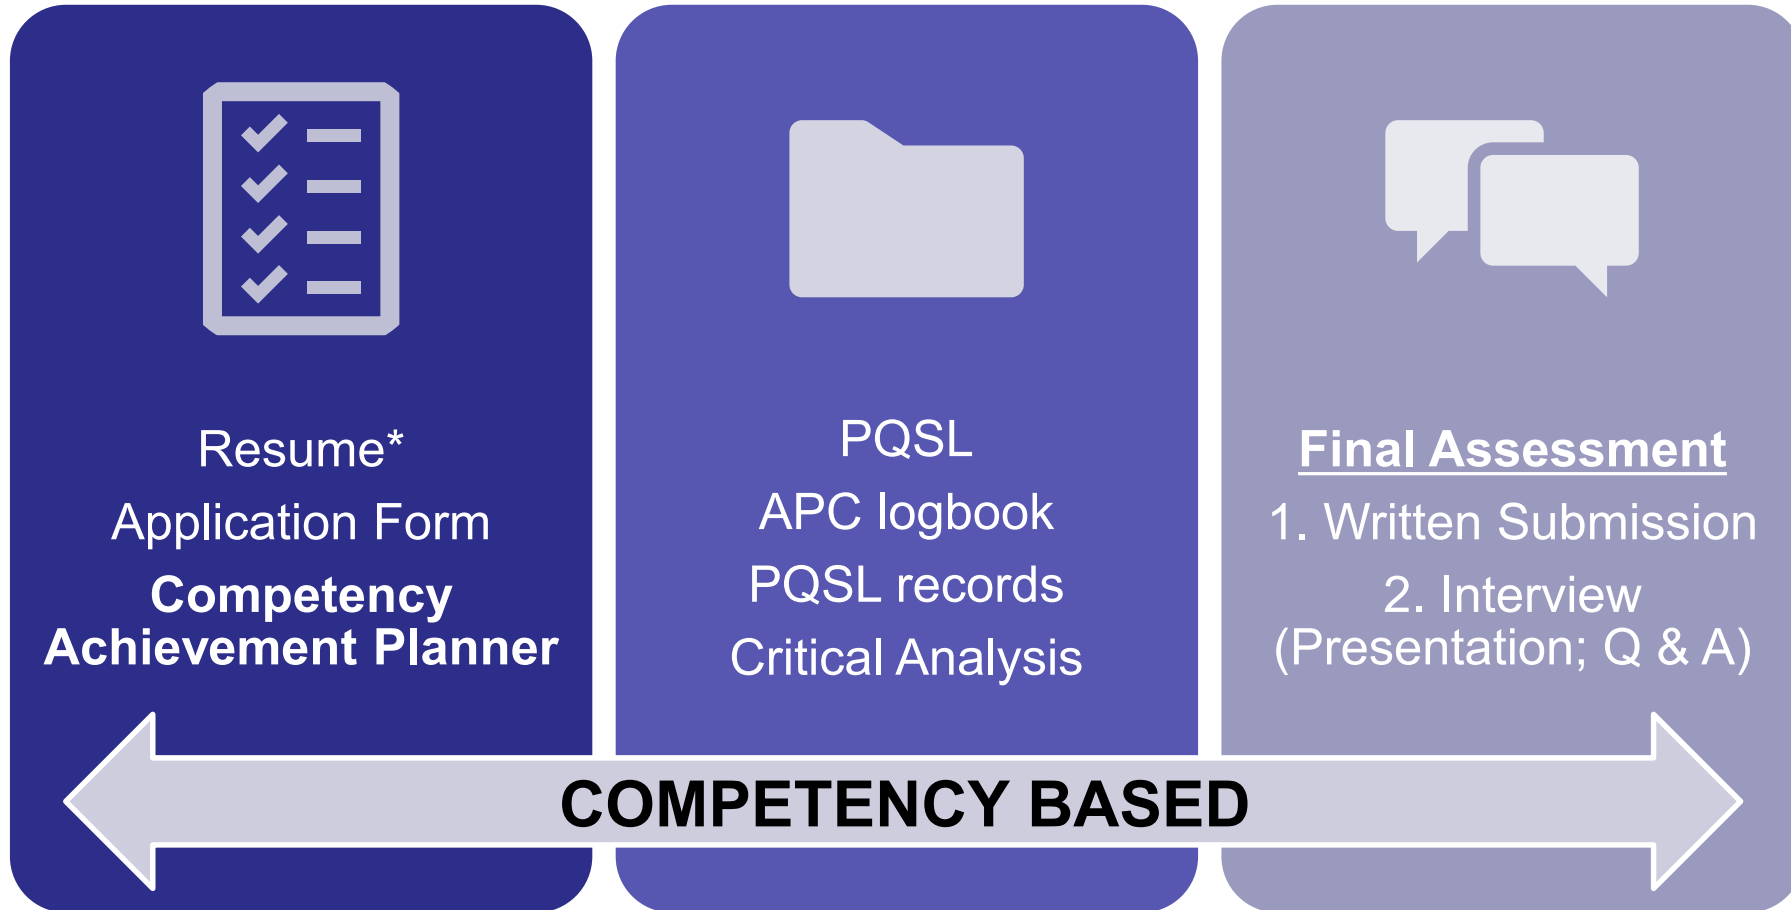 Resume*
Application Form
Competency
Achievement Planner
PQSL
APC logbook
PQSL records
Critical Analysis
Final Assessment
1. Written Submission
2. Interview
(Presentation; Q & A)
COMPETENCY BASED